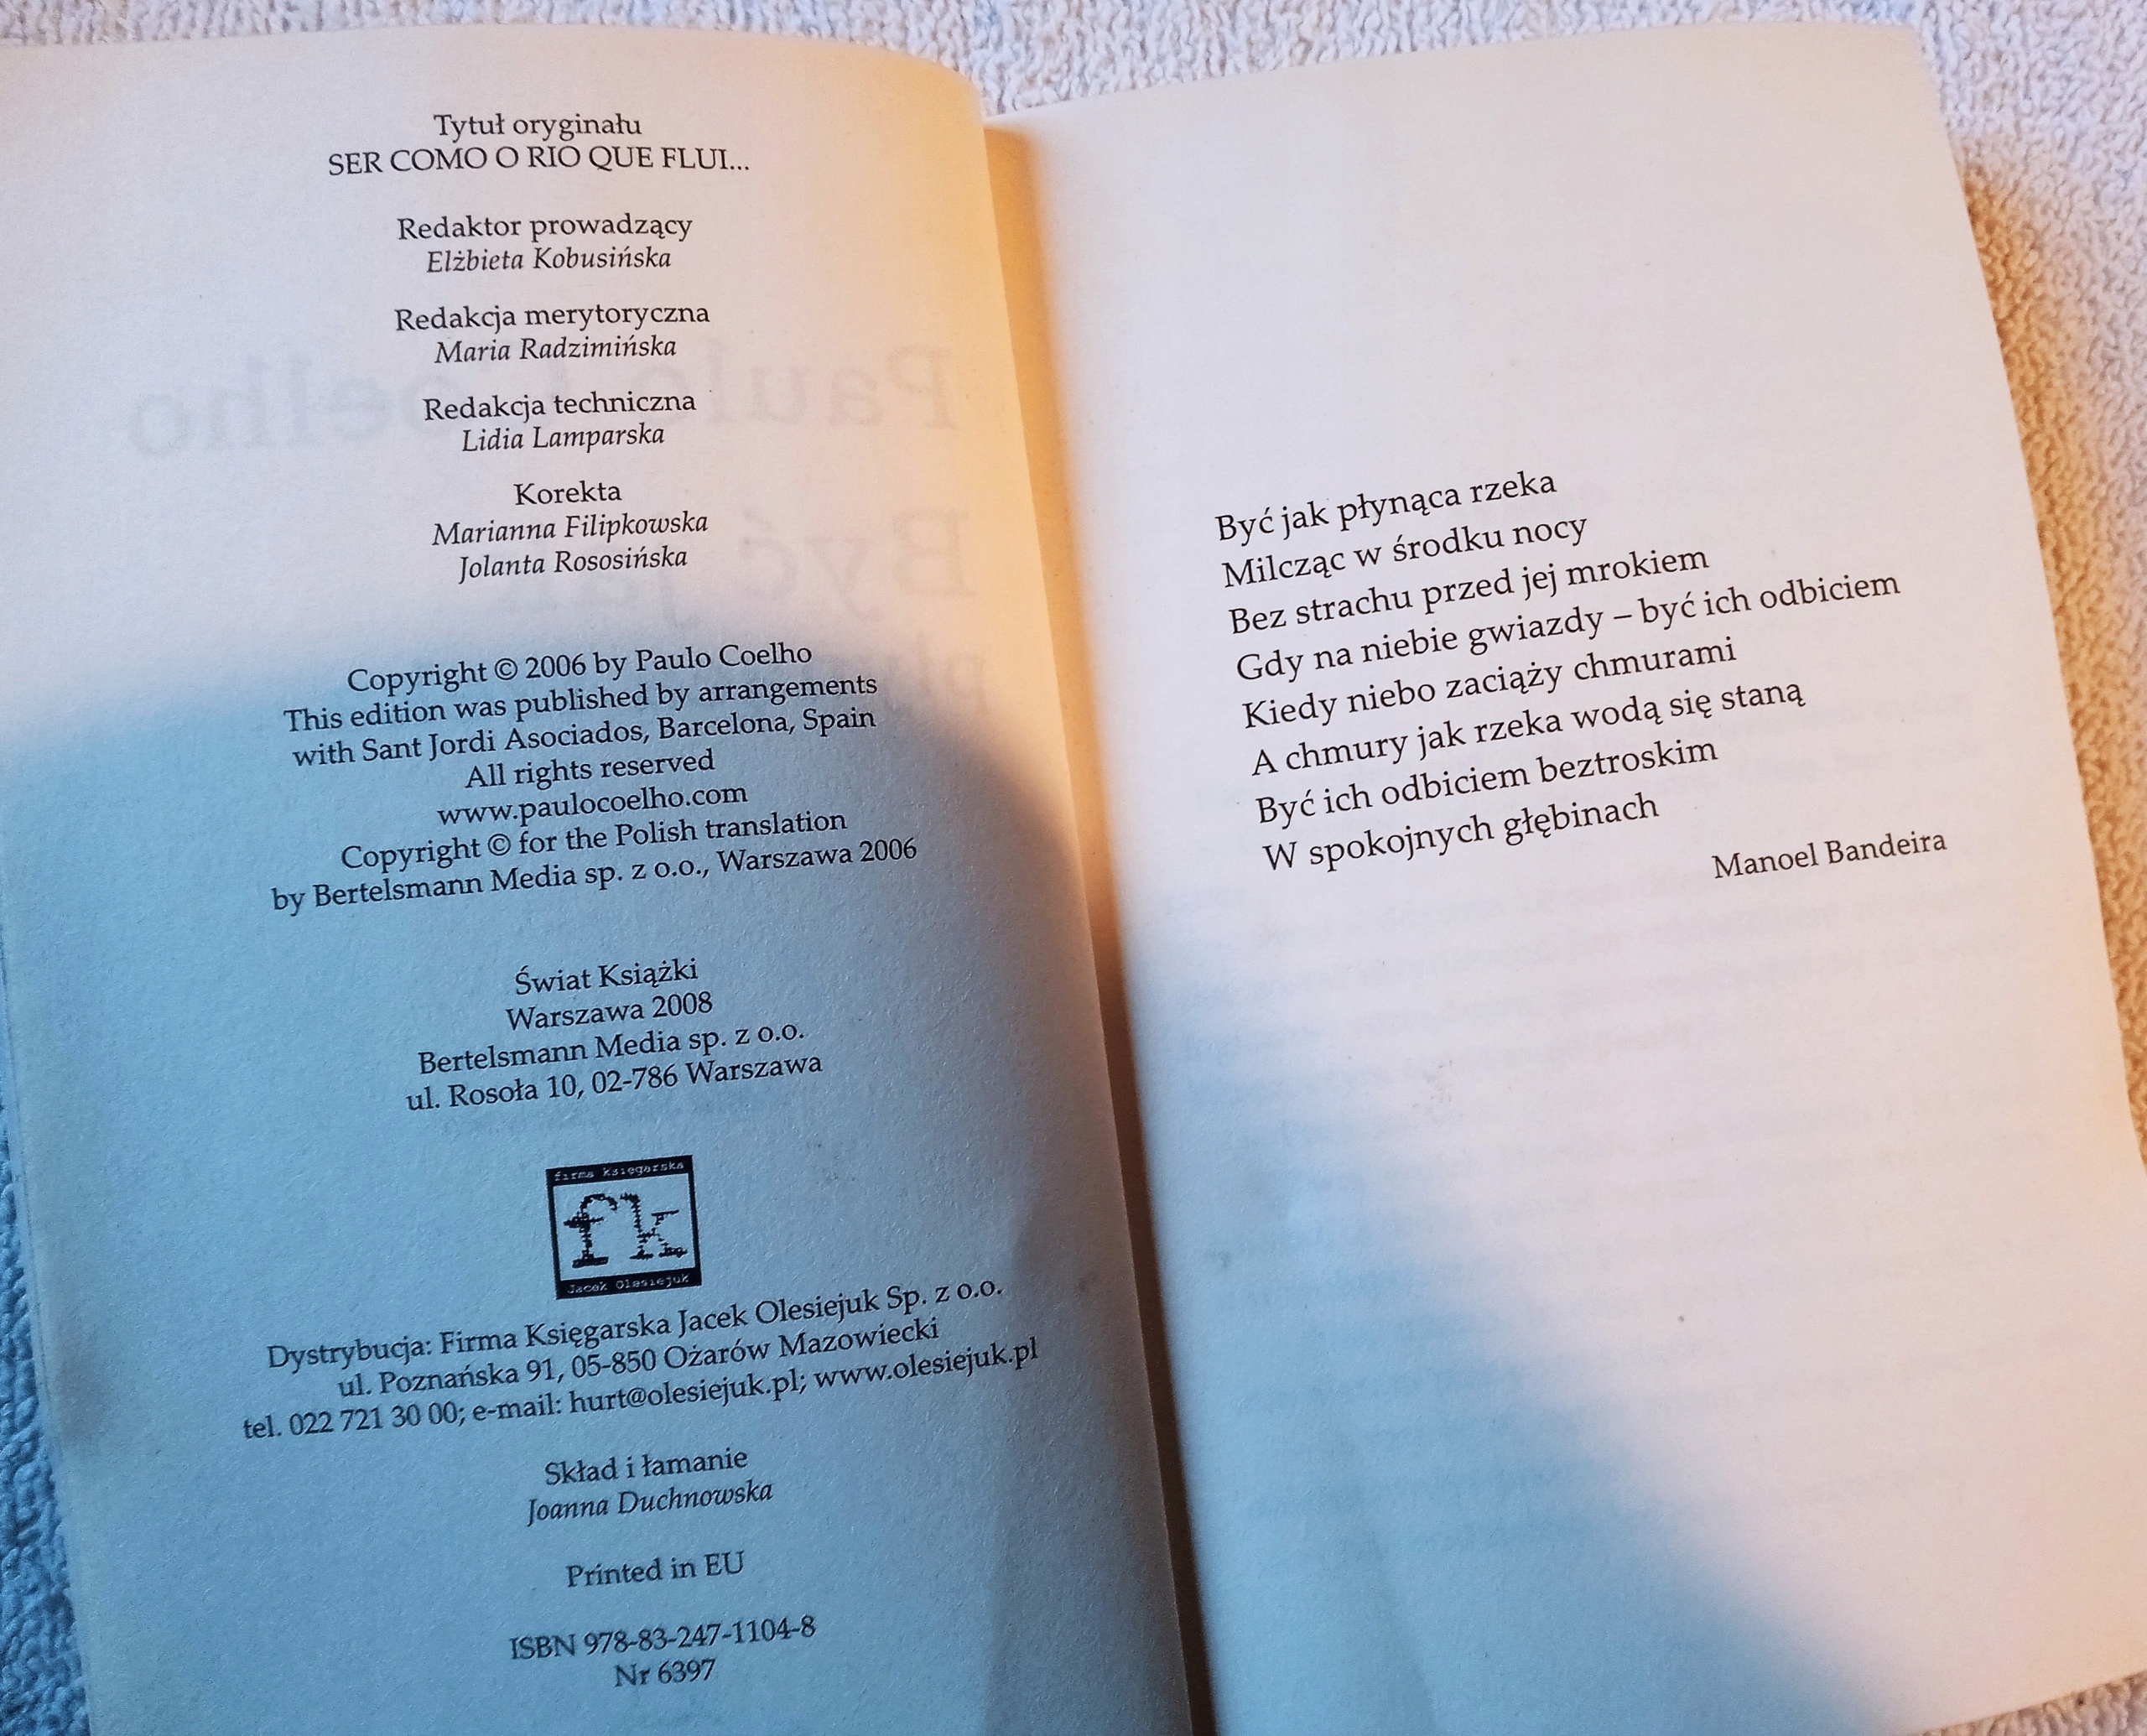 Tytuł oryginału
SER COMO O RIO QUE FLUI...
Redaktor prowadzący
Elżbieta Kobusińska
Redakcja merytoryczna
Maria Radzimińska
Redakcja techniczna
Lidia Lamparska
Korekta
Marianna Filipkowska
Jolanta Rososińska
Copyright © 2006 by Paulo Coelho
This edition was published by arrangements
with Sant Jordi Asociados, Barcelona, Spain
All rights reserved
www.paulocoelho.com
Copyright © for the Polish translation
by Bertelsmann Media sp. z o.o., Warszawa 2006
Świat Książki
Warszawa 2008
Bertelsmann Media sp. z o.o.
ul. Rosoła 10, 02-786 Warszawa
firma księgarska
fk
Jacek Olesiejuk
Dystrybucja: Firma Księgarska Jacek Olesiejuk Sp. z o.o.
ul. Poznańska 91, 05-850 Ożarów Mazowiecki
tel. 022 721 30 00; e-mail: hurt@olesiejuk.pl; www.olesiejuk.pl
Skład i łamanie
Joanna Duchnowska
Printed in EU
ISBN 978-83-247-1104-8
Nr 6397
Być jak płynąca rzeka
Milcząc w środku nocy
Bez strachu przed jej mrokiem
Gdy na niebie gwiazdy – być ich odbiciem
Kiedy niebo zaciąży chmurami
A chmury jak rzeka wodą się staną
Być ich odbiciem beztroskim
W spokojnych głębinach
Manoel Bandeira